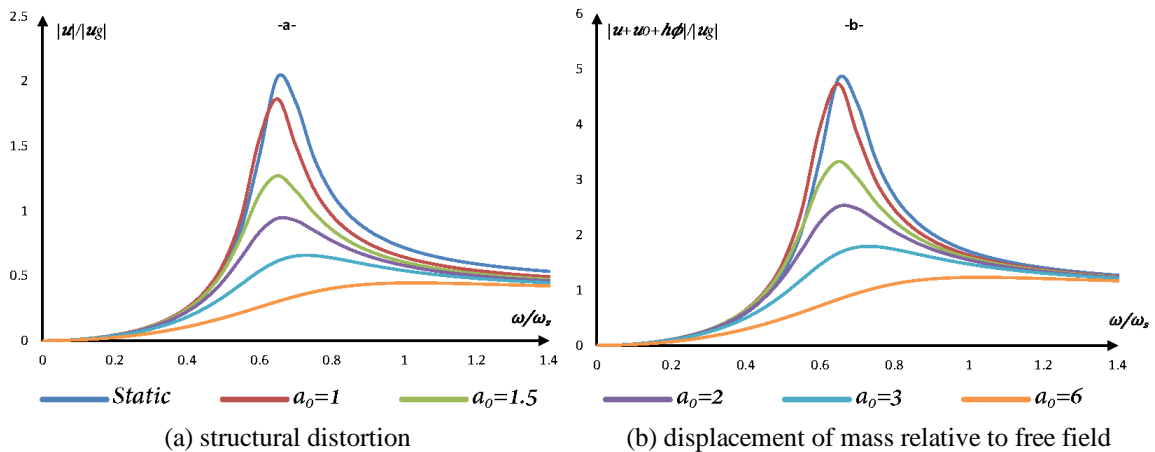 2.5
|u|/|ug|
-a-
2
1.5
1
0.5
0
ω/ωs
0 0.2 0.4 0.6 0.8 1 1.2 1.4
6
|u+u0+hϕ|/|ug|
-b-
5
4
3
2
1
0
ω/ωs
0 0.2 0.4 0.6 0.8 1 1.2 1.4
Static a0=1 a0=1.5 a0=2 a0=3 a0=6
(a) structural distortion
(b) displacement of mass relative to free field